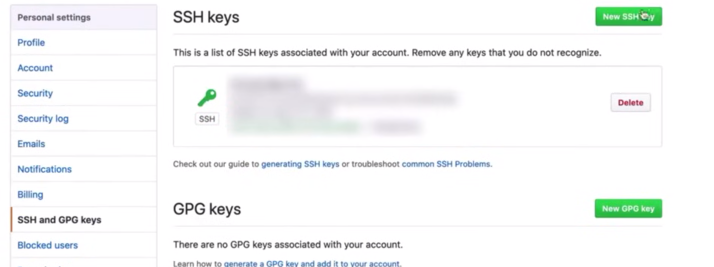 Personal settings
Profile
Account
Security
Security log
Emails
Notifications
Billing
SSH and GPG keys
Blocked users
SSH keys
New SSH key
This is a list of SSH keys associated with your account. Remove any keys that you do not recognize.
SSH
Delete
Check out our guide to generating SSH keys or troubleshoot common SSH Problems.
GPG keys
New GPG key
There are no GPG keys associated with your account.
Learn how to generate a GPG key and add it to your account.